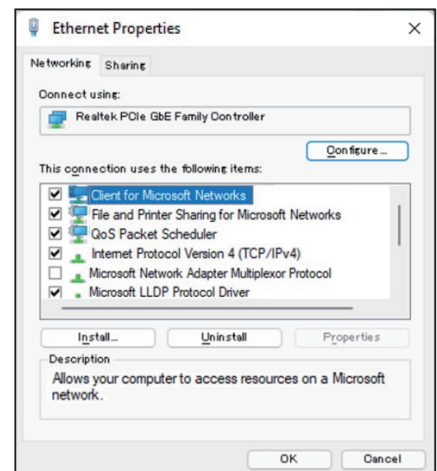 Ethernet Properties
Networking Sharing
Connect using:
Realtek PCIe GbE Family Controller
Configure...
This connection uses the following items:
Client for Microsoft Networks
File and Printer Sharing for Microsoft Networks
QoS Packet Scheduler
Internet Protocol Version 4 (TCP/IPv4)
Microsoft Network Adapter Multiplexor Protocol
Microsoft LLDP Protocol Driver
Install... Uninstall Properties
Description
Allows your computer to access resources on a Microsoft
network.
OK Cancel